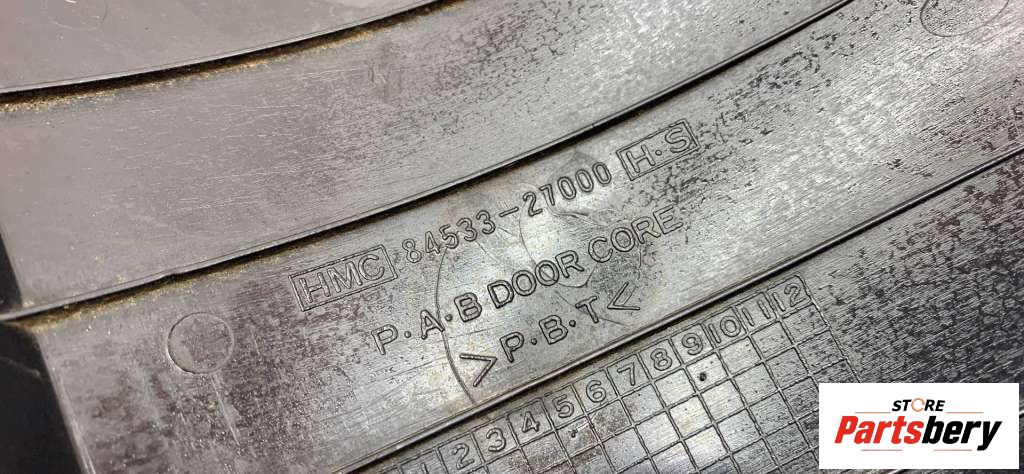 HMC 84533-27000 H·S
P·A·B DOOR CORE
>P·B·T<
1 2 3 4 5 6 7 8 9 10 11 12
STORE
Partsbery